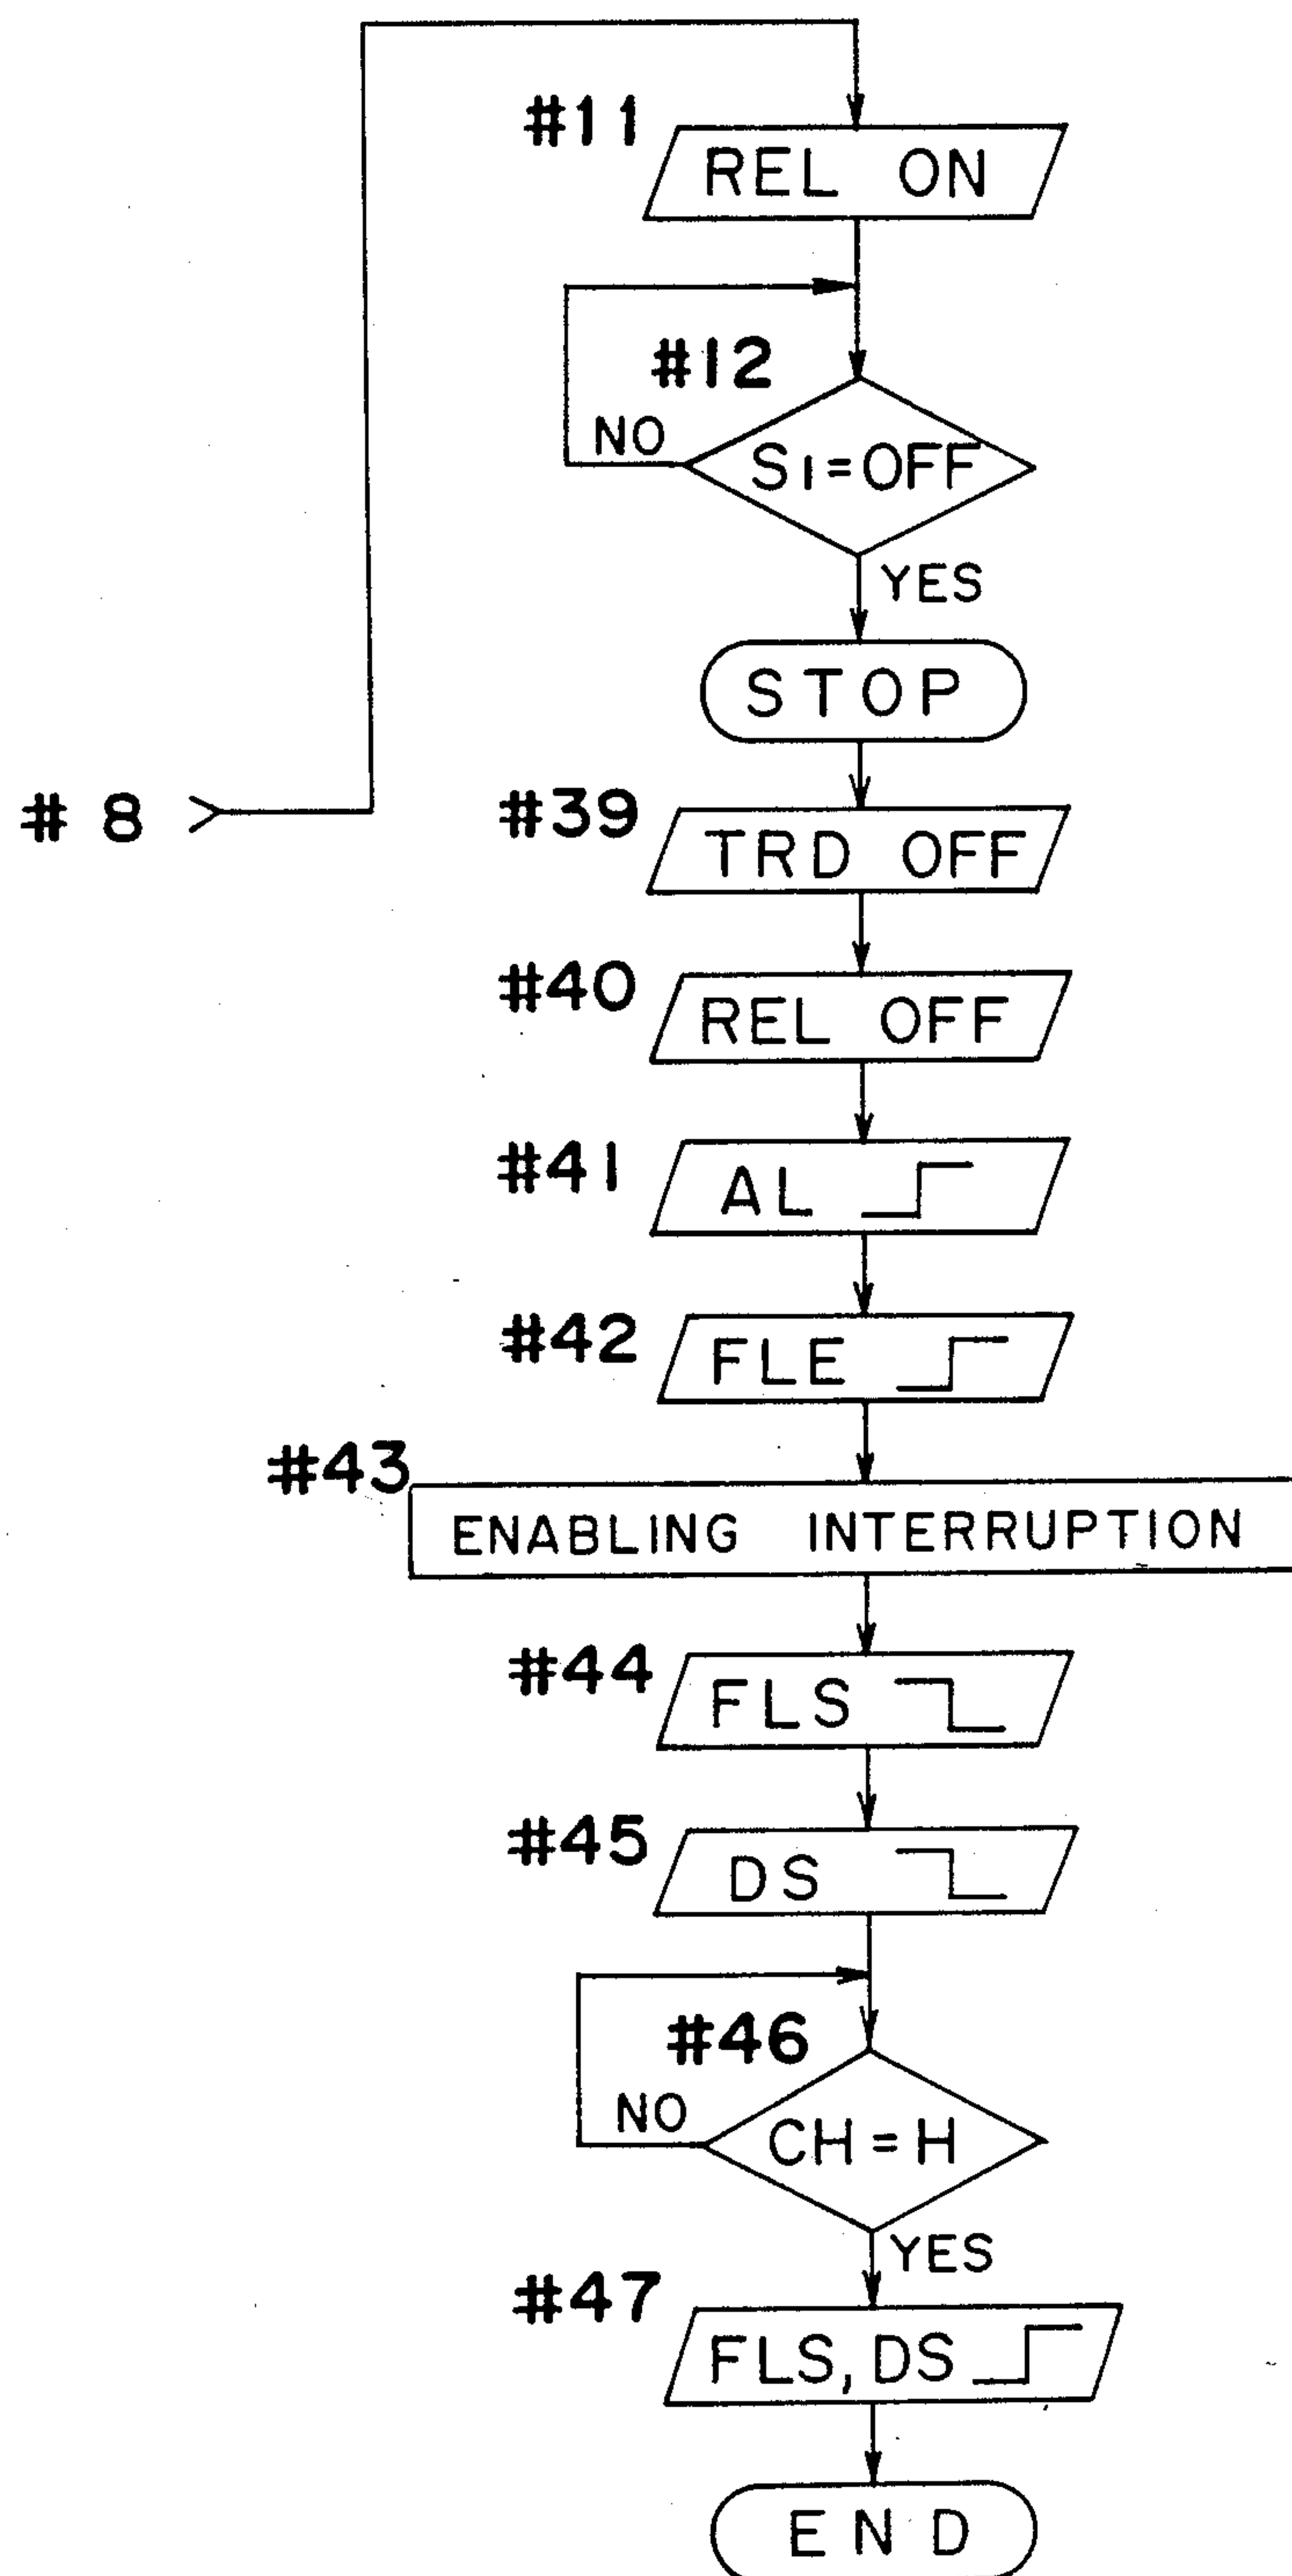 #11
REL ON
#12
NO
S1=OFF
YES
STOP
# 8
#39
TRD OFF
#40
REL OFF
#41
AL
#42
FLE
#43
ENABLING INTERRUPTION
#44
FLS
#45
DS
#46
NO
CH=H
YES
#47
FLS, DS
END